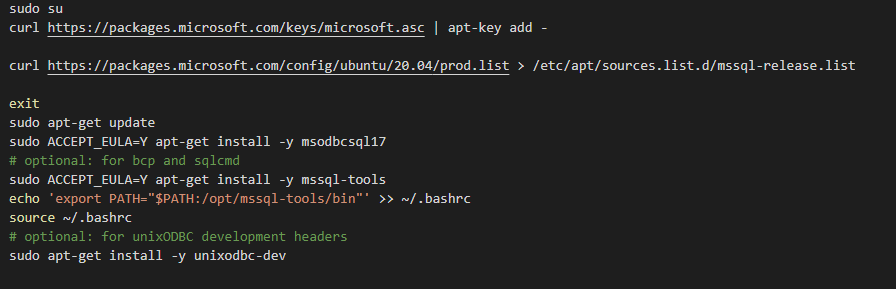 sudo su
curl https://packages.microsoft.com/keys/microsoft.asc | apt-key add -
curl https://packages.microsoft.com/config/ubuntu/20.04/prod.list > /etc/apt/sources.list.d/mssql-release.list
exit
sudo apt-get update
sudo ACCEPT_EULA=Y apt-get install -y msodbcsql17
# optional: for bcp and sqlcmd
sudo ACCEPT_EULA=Y apt-get install -y mssql-tools
echo 'export PATH="$PATH:/opt/mssql-tools/bin"' >> ~/.bashrc
source ~/.bashrc
# optional: for unixODBC development headers
sudo apt-get install -y unixodbc-dev